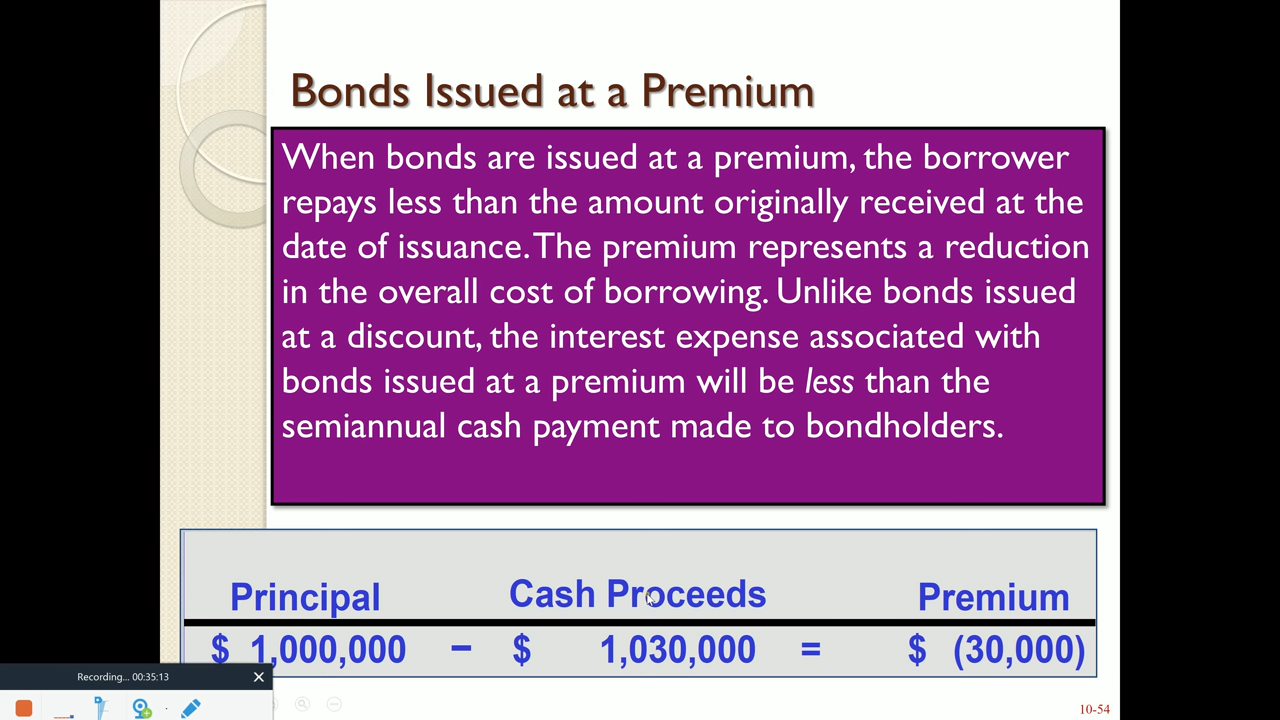 Bonds Issued at a Premium
When bonds are issued at a premium, the borrower
repays less than the amount originally received at the
date of issuance. The premium represents a reduction
in the overall cost of borrowing. Unlike bonds issued
at a discount, the interest expense associated with
bonds issued at a premium will be less than the
semiannual cash payment made to bondholders.
Principal Cash Proceeds Premium
$ 1,000,000 – $ 1,030,000 = $ (30,000)
Recording... 00:35:13
10-54